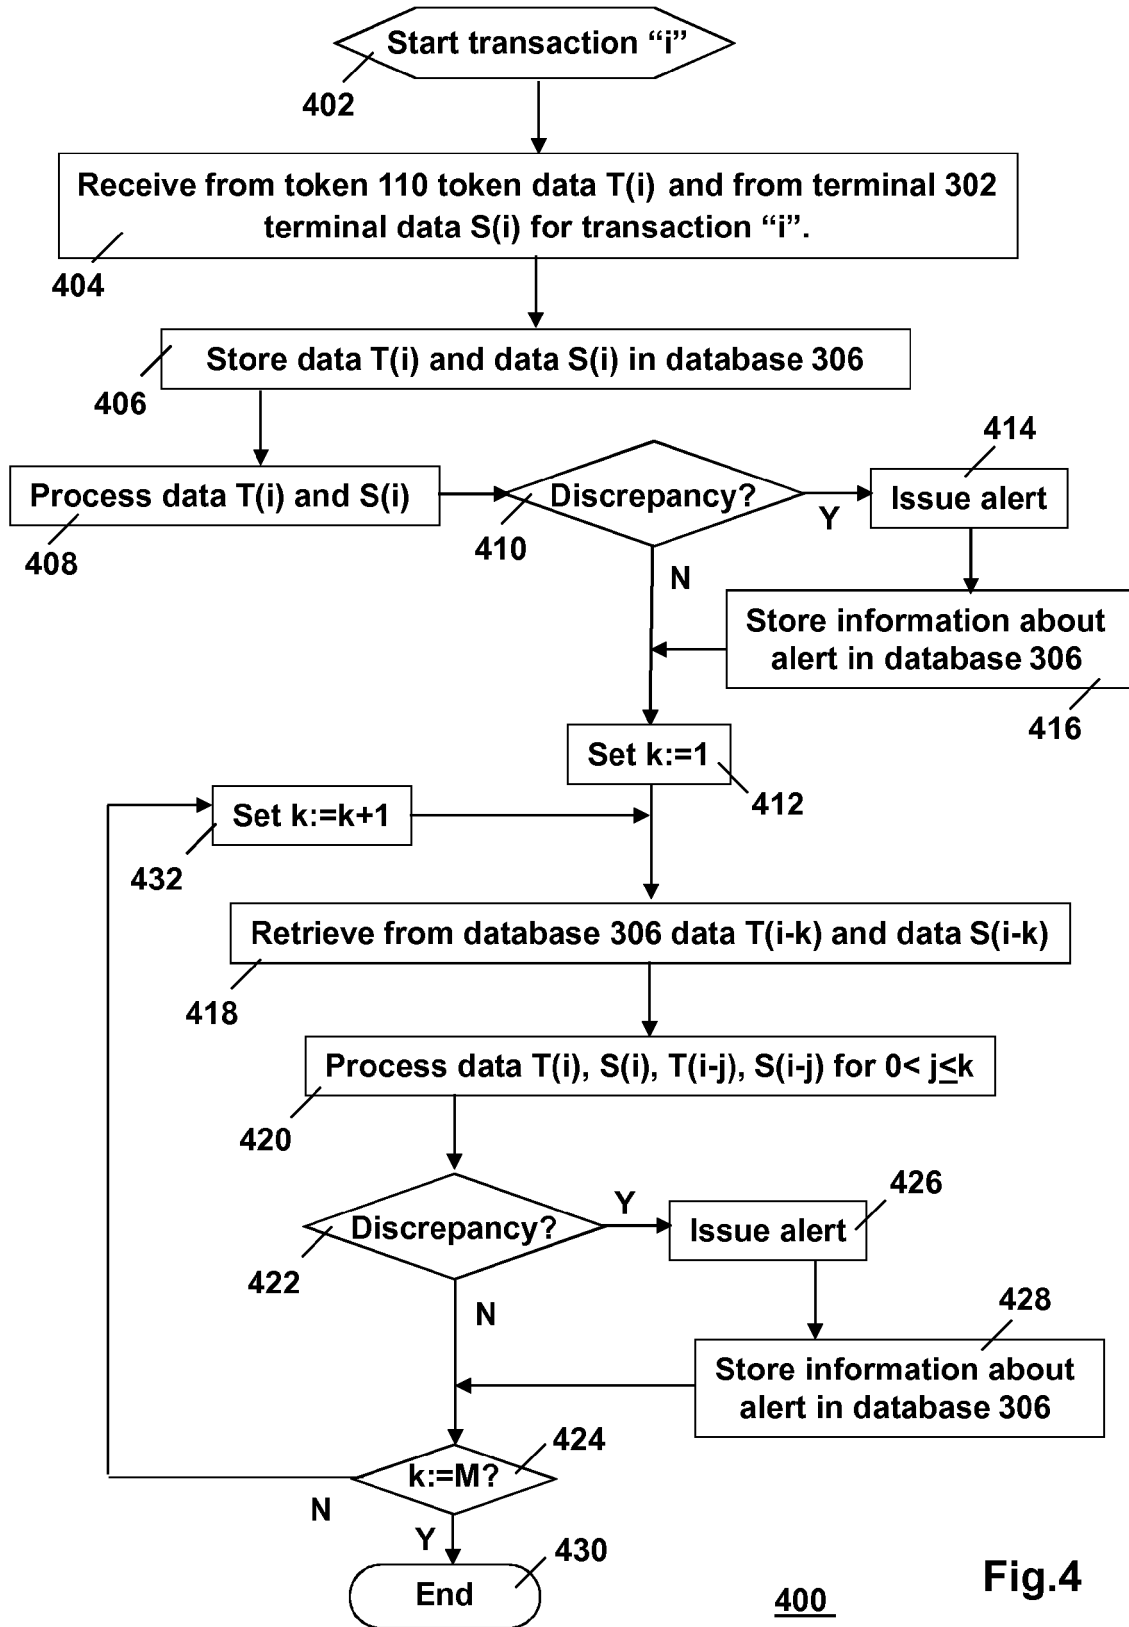 Start transaction “i”
402
Receive from token 110 token data T(i) and from terminal 302
terminal data S(i) for transaction “i”.
404
Store data T(i) and data S(i) in database 306
406
414
Process data T(i) and S(i)
Discrepancy?
Y
Issue alert
408
410
N
Store information about
alert in database 306
416
Set k:=1
412
Set k:=k+1
432
Retrieve from database 306 data T(i-k) and data S(i-k)
418
Process data T(i), S(i), T(i-j), S(i-j) for 0< j≤k
420
426
Discrepancy?
Y
Issue alert
422
N
428
Store information about
alert in database 306
424
k:=M?
N
Y
430
End
400
Fig.4